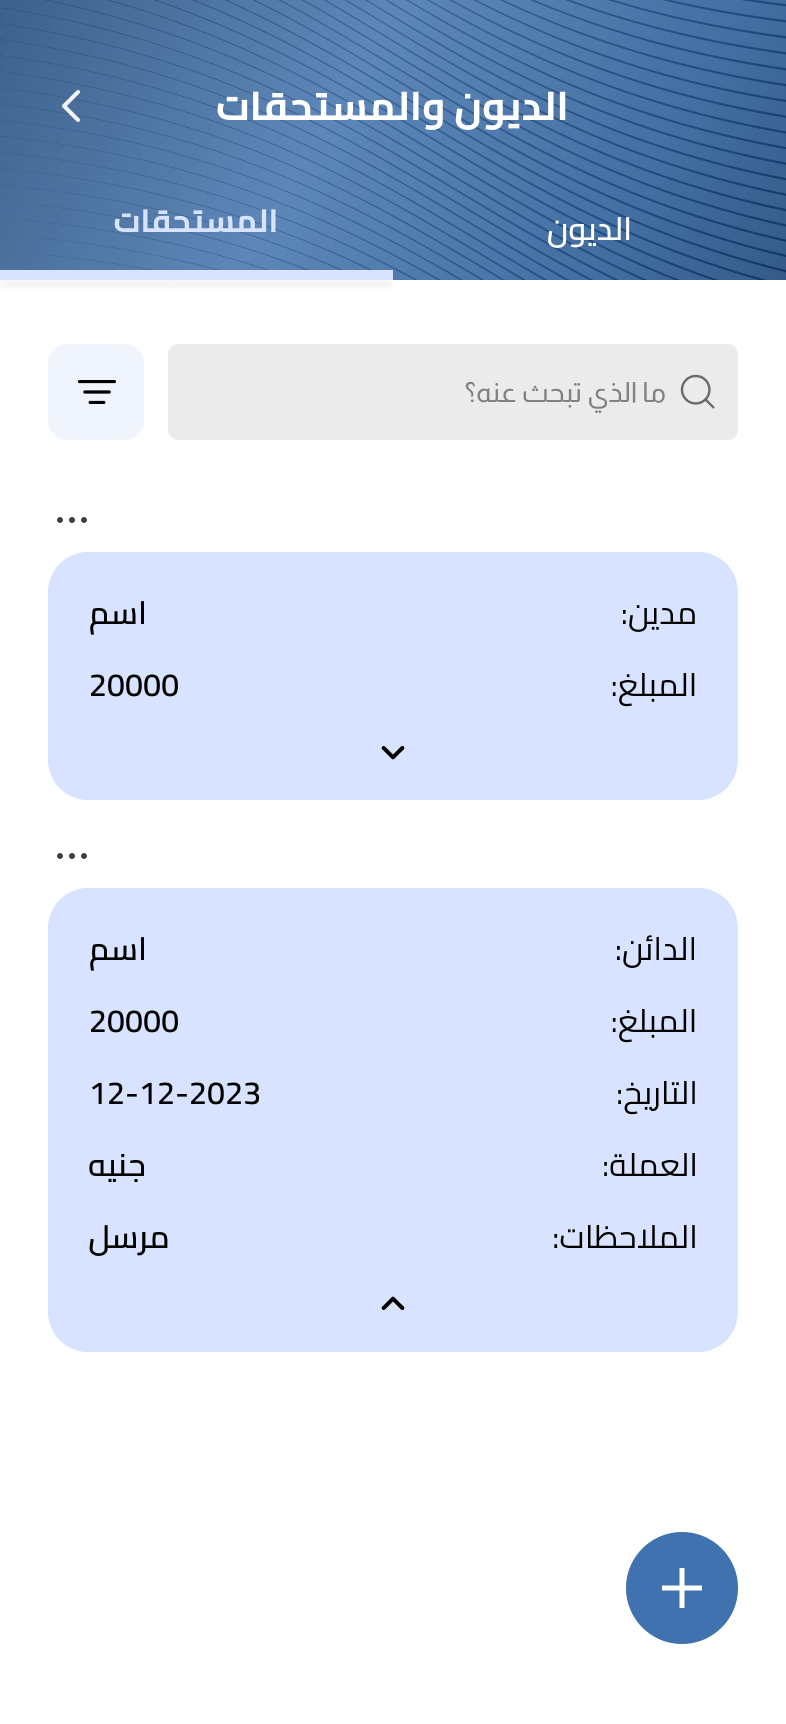 الديون والمستحقات
الديون
المستحقات
ما الذي تبحث عنه؟
...
مدين: اسم
المبلغ: 20000
...
الدائن: اسم
المبلغ: 20000
التاريخ: 12-12-2023
العملة: جنيه
الملاحظات: مرسل